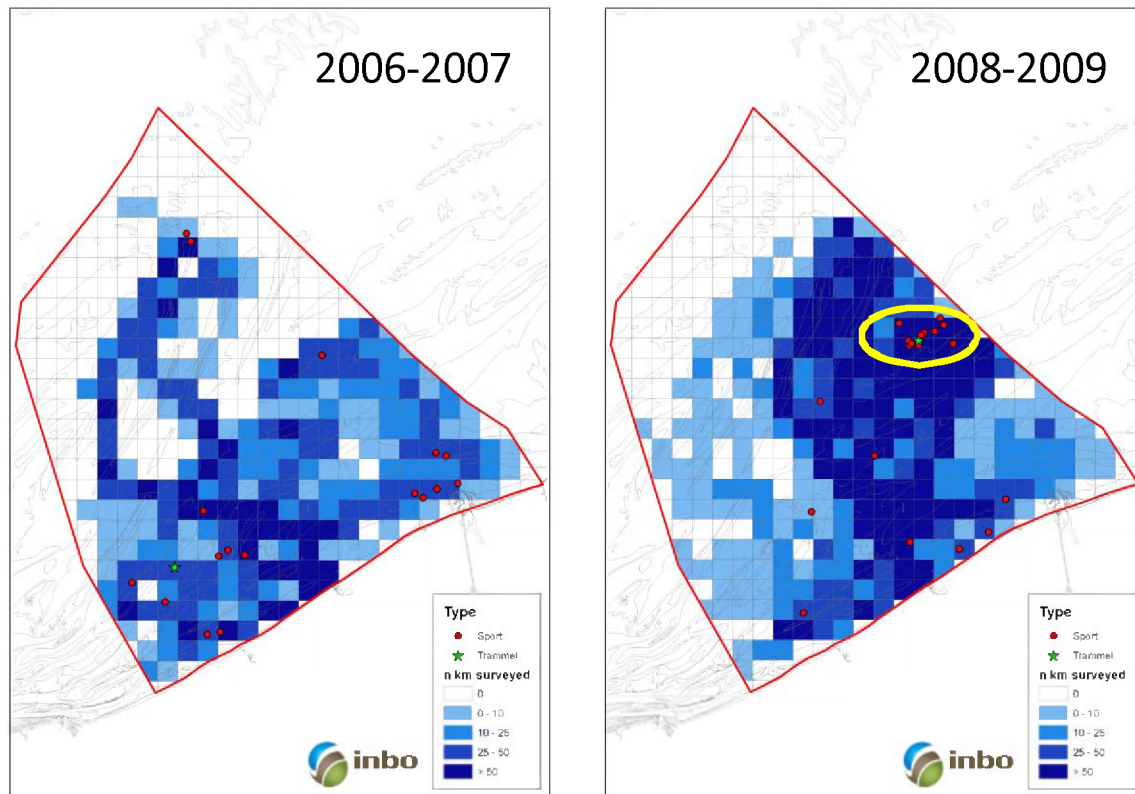 2006-2007
Type
Sport
Trammel
n km surveyed
0
0 - 10
10 - 25
25 - 50
> 50
inbo
2008-2009
Type
Sport
Trammel
n km surveyed
0
0 - 10
10 - 25
25 - 50
> 50
inbo